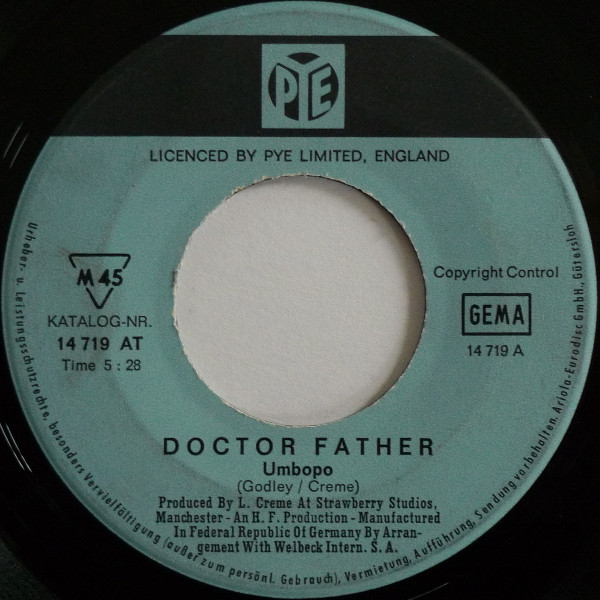 PYE
LICENCED BY PYE LIMITED, ENGLAND
M 45
KATALOG-NR.
14 719 AT
Time 5 : 28
Copyright Control
GEMA
14 719 A
DOCTOR FATHER
Umbopo
(Godley / Creme)
Produced By L. Creme At Strawberry Studios,
Manchester - An K. F. Production - Manufactured
In Federal Republic Of Germany By Arran-
gement With Welbeck Intern. S. A.
Urheber- u. Leistungsschutzrechte, besonders Vervielfältigung (außer zum persönl. Gebrauch), Vermietung, Aufführung, Sendung vorbehalten. Ariola-Eurodisc GmbH., Gütersloh